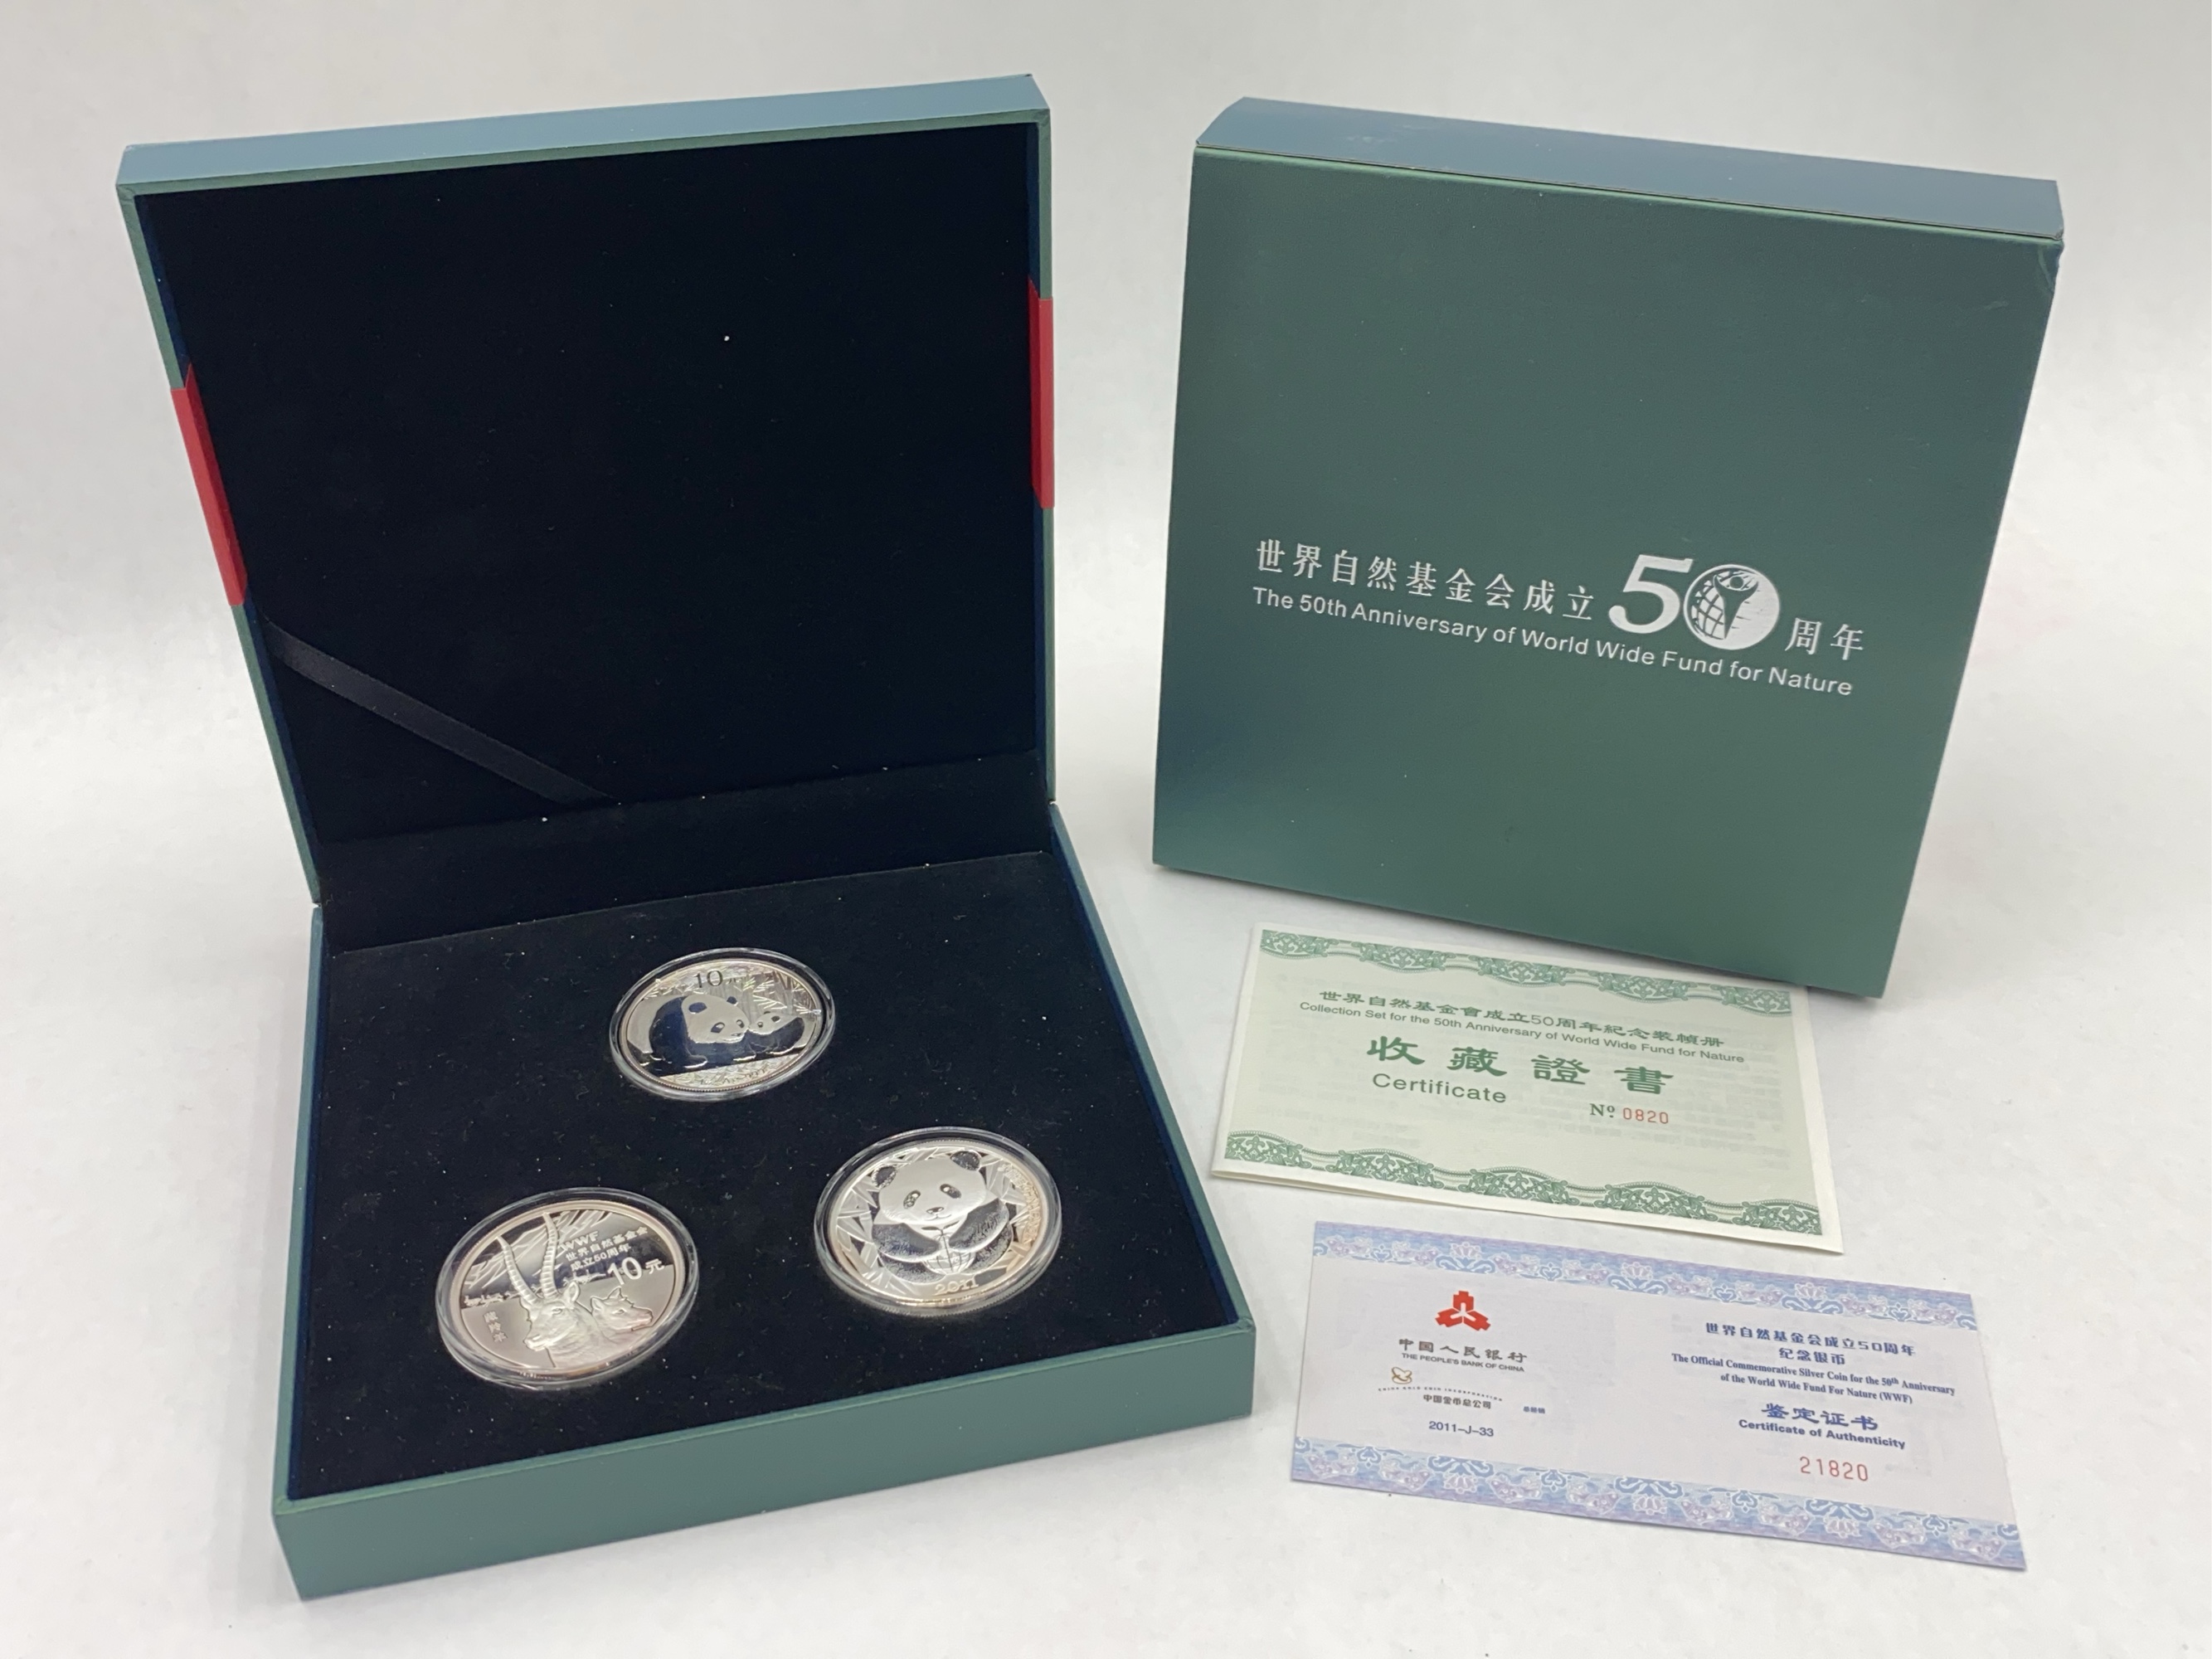 世界自然基金会成立50周年
The 50th Anniversary of World Wide Fund for Nature
10
WWF
世界自然基金会
成立50周年
10元
藏羚羊
2011
世界自然基金會成立50周年紀念裝幀册
Collection Set for the 50th Anniversary of World Wide Fund for Nature
收藏證書
Certificate
Nº 0820
中国人民银行
THE PEOPLE'S BANK OF CHINA
CHINA GOLD COIN INCORPORATION
中国金币总公司
2011-J-33
世界自然基金会成立50周年
纪念银币
The Official Commemorative Silver Coin for the 50th Anniversary
of the World Wide Fund For Nature (WWF)
鉴定证书
Certificate of Authenticity
21820